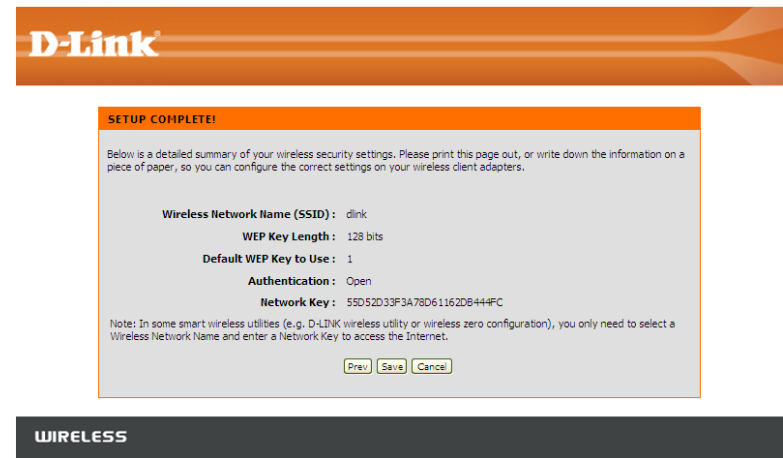 D-Link
SETUP COMPLETE!
Below is a detailed summary of your wireless security settings. Please print this page out, or write down the information on a
piece of paper, so you can configure the correct settings on your wireless client adapters.
Wireless Network Name (SSID) : dlink
WEP Key Length : 128 bits
Default WEP Key to Use : 1
Authentication : Open
Network Key : 55D52D33F3A78D61162DB444FC
Note: In some smart wireless utilities (e.g. D-LINK wireless utility or wireless zero configuration), you only need to select a
Wireless Network Name and enter a Network Key to access the Internet.
Prev Save Cancel
WIRELESS